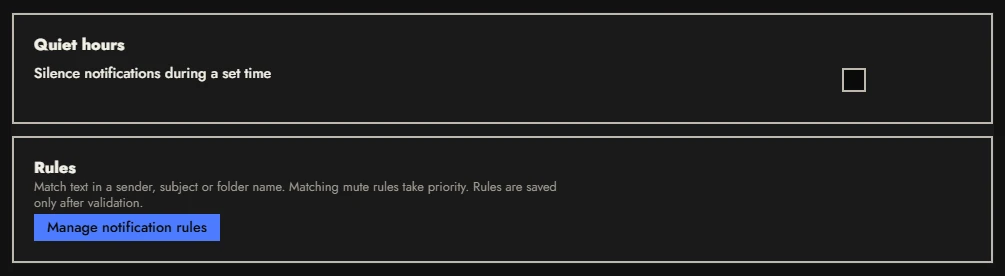 Quiet hours
Silence notifications during a set time
Rules
Match text in a sender, subject or folder name. Matching mute rules take priority. Rules are saved
only after validation.
Manage notification rules